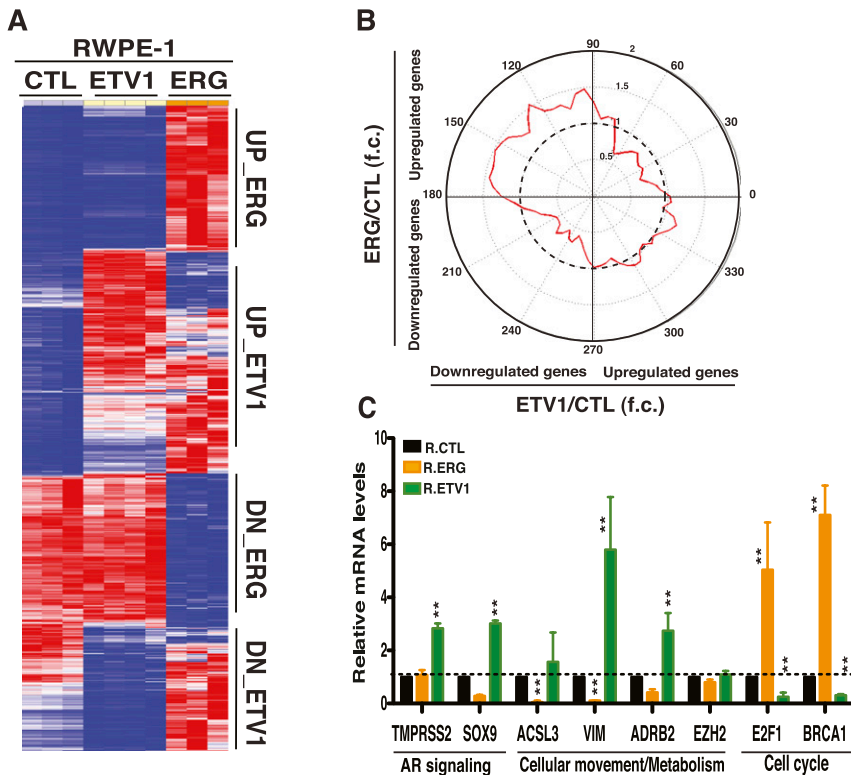 A
RWPE-1
CTL ETV1 ERG
UP_ERG
UP_ETV1
DN_ERG
DN_ETV1
B
ERG/CTL (f.c.)
Upregulated genes
Downregulated genes
90
2
120
60
1.5
150
1
30
0.5
180
0
210
330
240
300
270
Downregulated genes Upregulated genes
ETV1/CTL (f.c.)
C
Relative mRNA levels
10
8
6
4
2
0
R.CTL
R.ERG
R.ETV1
** ** ** ** ** ** ** ** ** **
TMPRSS2 SOX9 ACSL3 VIM ADRB2 EZH2 E2F1 BRCA1
AR signaling Cellular movement/Metabolism Cell cycle